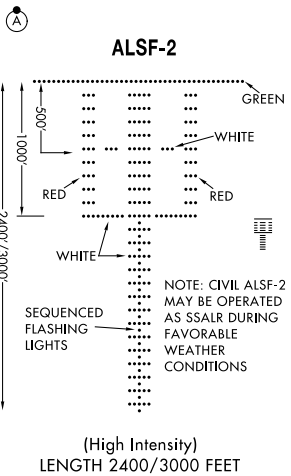 A
ALSF-2
GREEN
500'
1000'
WHITE
RED
RED
2400'/3000'
WHITE
SEQUENCED
FLASHING
LIGHTS
NOTE: CIVIL ALSF-2
MAY BE OPERATED
AS SSALR DURING
FAVORABLE
WEATHER
CONDITIONS
(High Intensity)
LENGTH 2400/3000 FEET